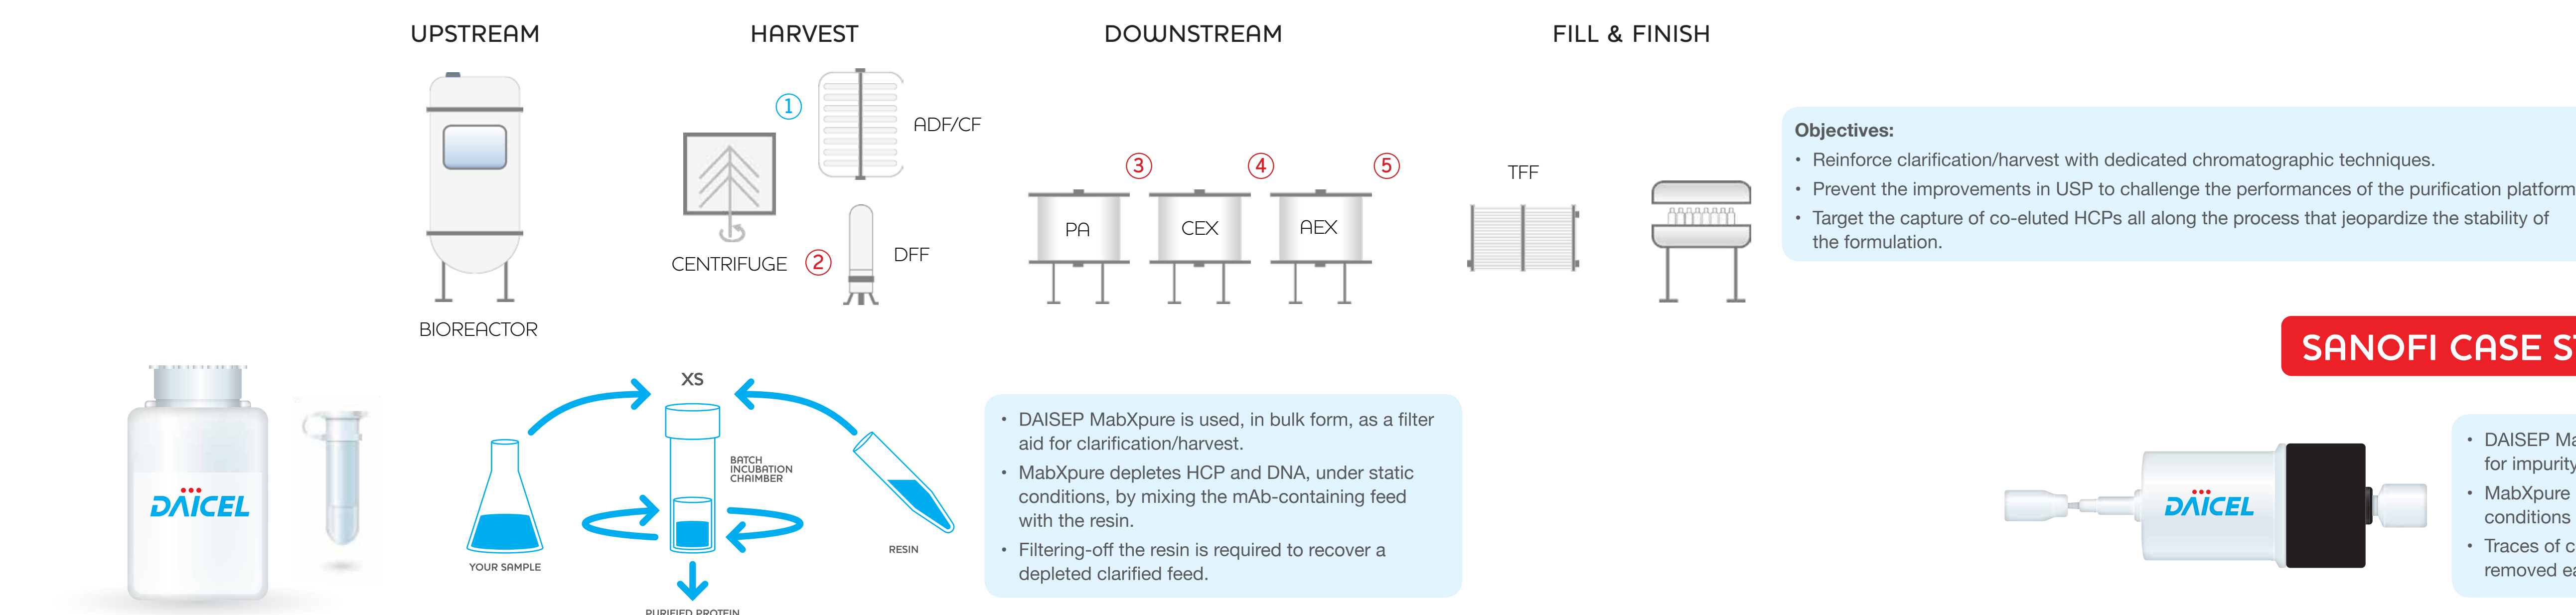 UPSTREAM
HARVEST
DOWNSTREAM
FILL & FINISH
1
ADF/CF
CENTRIFUGE
2
DFF
3
4
5
PA
CEX
AEX
TFF
BIOREACTOR
Objectives:
• Reinforce clarification/harvest with dedicated chromatographic techniques.
• Prevent the improvements in USP to challenge the performances of the purification platform
• Target the capture of co-eluted HCPs all along the process that jeopardize the stability of
the formulation.
SANOFI CASE ST
DAICEL
XS
BATCH
INCUBATION
CHAIMBER
YOUR SAMPLE
RESIN
PURIFIED PROTEIN
• DAISEP MabXpure is used, in bulk form, as a filter
aid for clarification/harvest.
• MabXpure depletes HCP and DNA, under static
conditions, by mixing the mAb-containing feed
with the resin.
• Filtering-off the resin is required to recover a
depleted clarified feed.
DAICEL
• DAISEP Ma
for impurity
• MabXpure
conditions
• Traces of c
removed ea